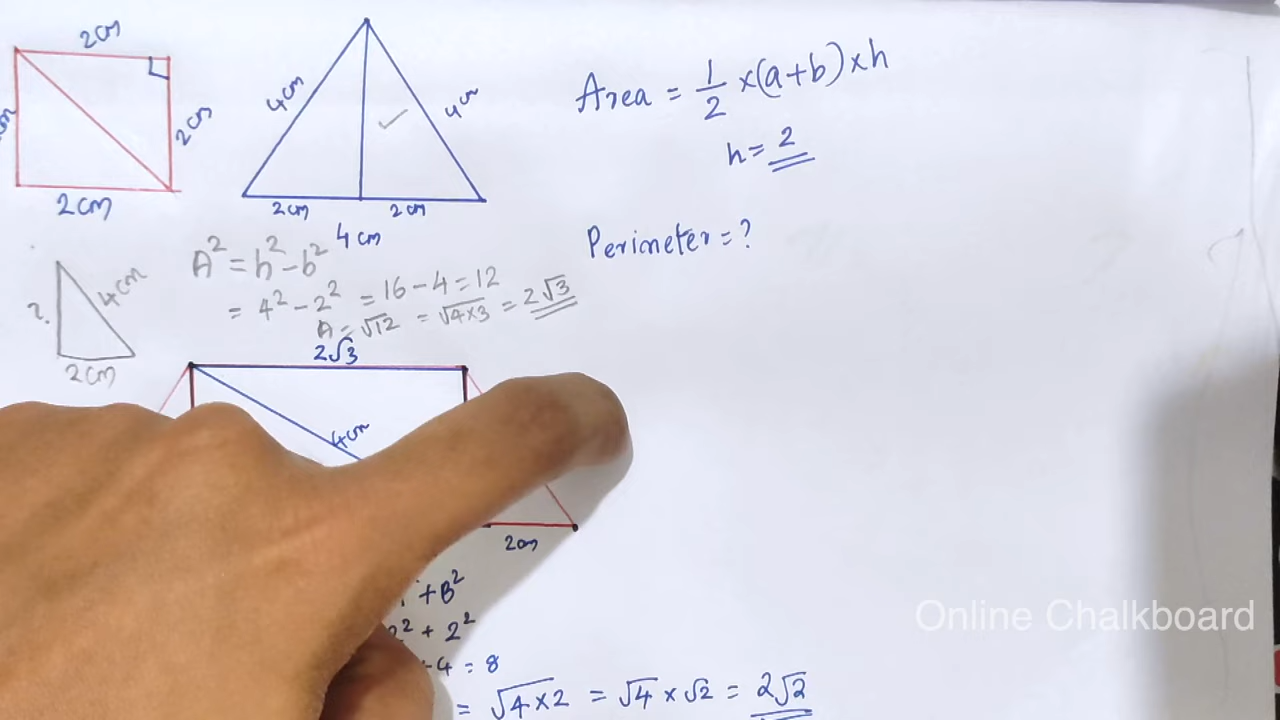 2cm
2cm
2cm
4cm
4cm
2cm
2cm
4cm
Area = 1/2 ×(a+b)×h
h= 2
Perimeter = ?
A² = h²-b²
= 4²-2² = 16-4=12
A = √12 = √4×3 = 2√3
?
4cm
2cm
2√3
4cm
2cm
+B²
2² + 2²
-4 = 8
= √4×2 = √4 × √2 = 2√2
Online Chalkboard